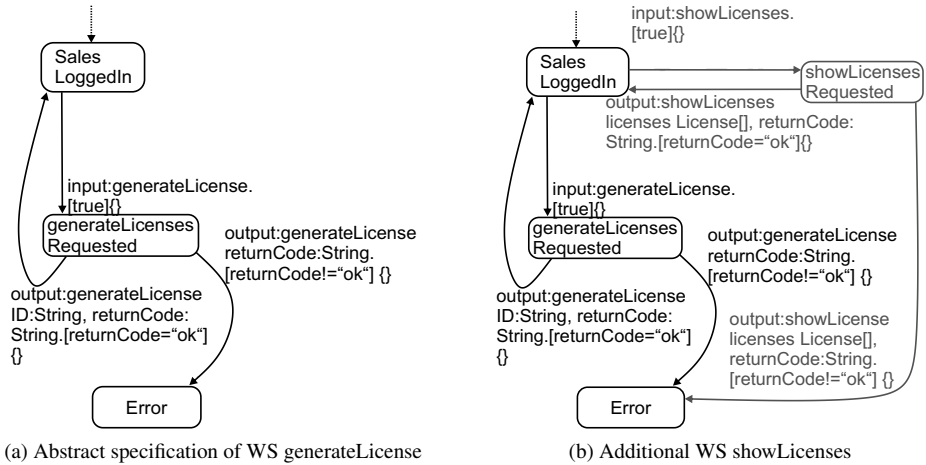 Sales
LoggedIn
input:generateLicense.
[true]{}
generateLicenses
Requested
output:generateLicense
returnCode:String.
[returnCode!=“ok“] {}
output:generateLicense
ID:String, returnCode:
String.[returnCode=“ok“]
{}
Error
(a) Abstract specification of WS generateLicense
input:showLicenses.
[true]{}
Sales
LoggedIn
showLicenses
Requested
output:showLicenses
licenses License[], returnCode:
String.[returnCode=“ok“]{}
input:generateLicense.
[true]{}
generateLicenses
Requested
output:generateLicense
returnCode:String.
[returnCode!=“ok“] {}
output:generateLicense
ID:String, returnCode:
String.[returnCode=“ok“]
{}
output:showLicense
licenses License[],
returnCode:String.
[returnCode!=“ok“] {}
Error
(b) Additional WS showLicenses